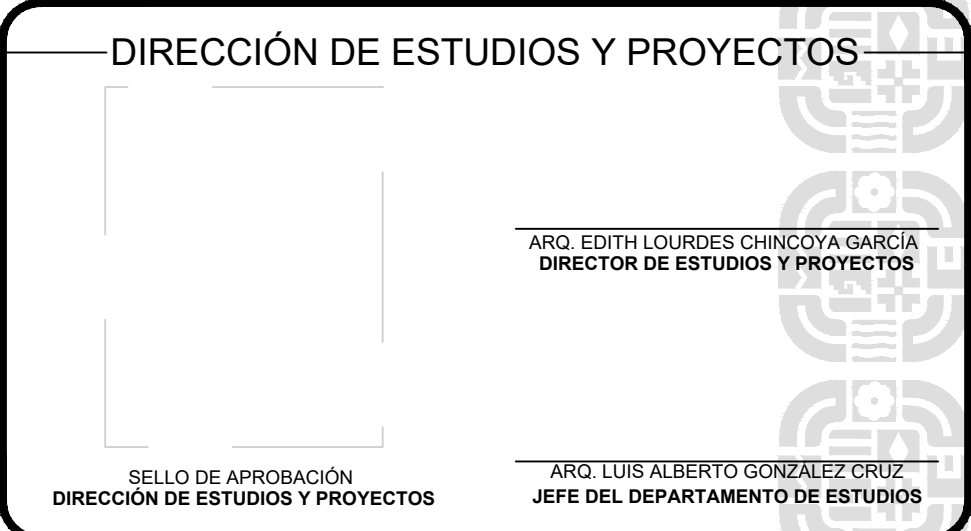 DIRECCIÓN DE ESTUDIOS Y PROYECTOS
ARQ. EDITH LOURDES CHINCOYA GARCÍA
DIRECTOR DE ESTUDIOS Y PROYECTOS
SELLO DE APROBACIÓN
DIRECCIÓN DE ESTUDIOS Y PROYECTOS
ARQ. LUIS ALBERTO GONZÁLEZ CRUZ
JEFE DEL DEPARTAMENTO DE ESTUDIOS